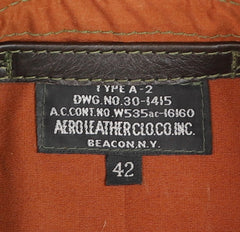 TYPE A-2
DWG.NO.30-1415
A.C.CONT.NO.W535ac-16160
AERO LEATHER CLO.CO.INC.
BEACON.N.Y.
42